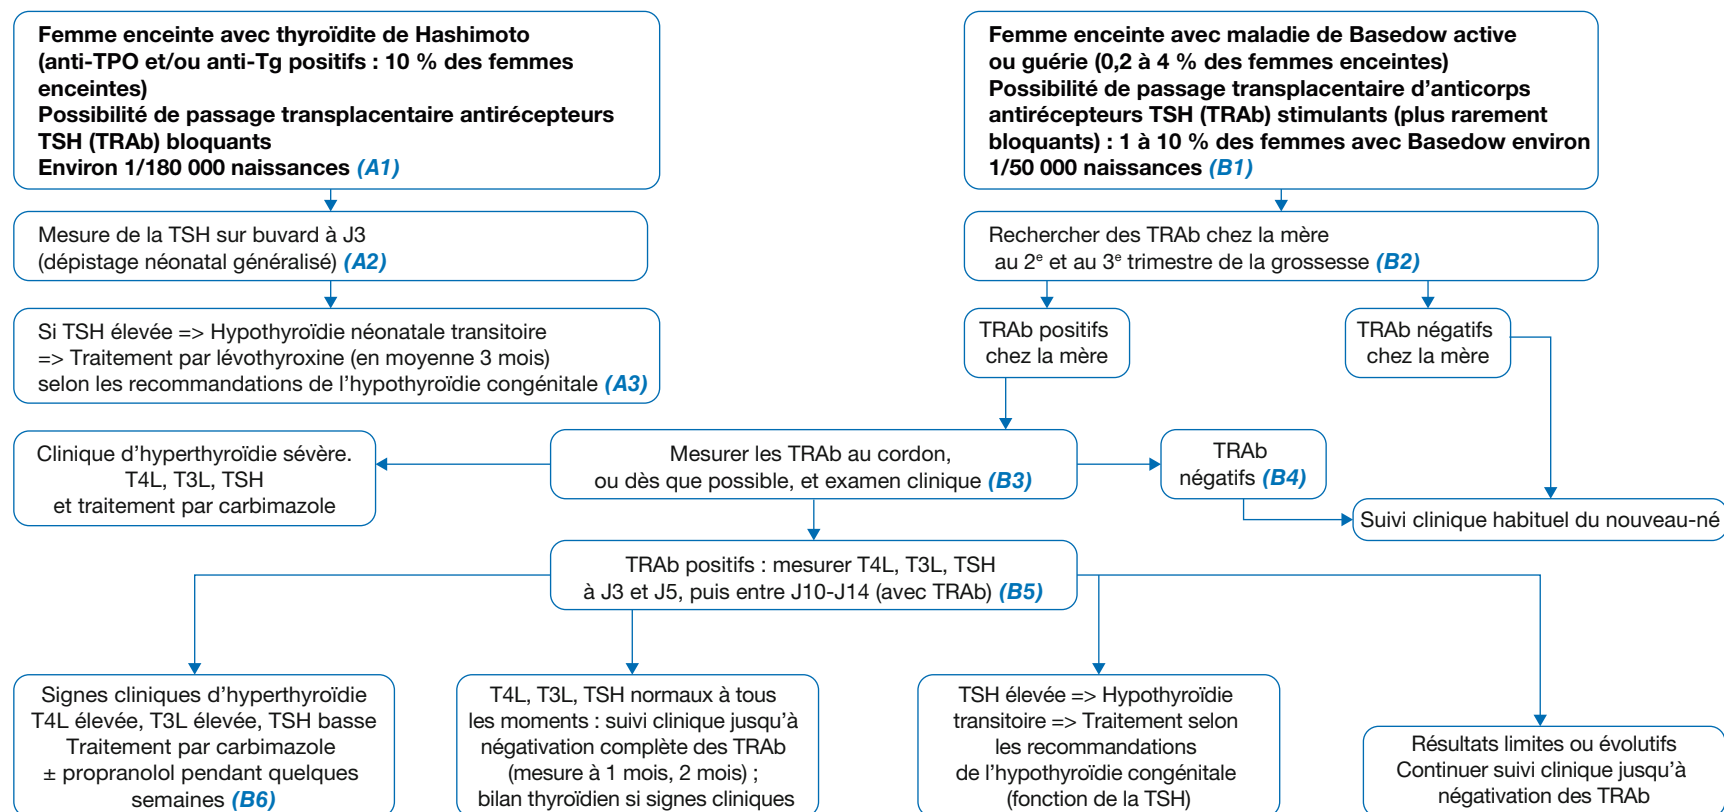 Femme enceinte avec thyroïdite de Hashimoto
(anti-TPO et/ou anti-Tg positifs : 10 % des femmes
enceintes)
Possibilité de passage transplacentaire antirécepteurs
TSH (TRAb) bloquants
Environ 1/180 000 naissances (A1)
Mesure de la TSH sur buvard à J3
(dépistage néonatal généralisé) (A2)
Si TSH élevée => Hypothyroïdie néonatale transitoire
=> Traitement par lévothyroxine (en moyenne 3 mois)
selon les recommandations de l’hypothyroïdie congénitale (A3)
Femme enceinte avec maladie de Basedow active
ou guérie (0,2 à 4 % des femmes enceintes)
Possibilité de passage transplacentaire d’anticorps
antirécepteurs TSH (TRAb) stimulants (plus rarement
bloquants) : 1 à 10 % des femmes avec Basedow environ
1/50 000 naissances (B1)
Rechercher des TRAb chez la mère
au 2e et au 3e trimestre de la grossesse (B2)
TRAb positifs
chez la mère
TRAb négatifs
chez la mère
Clinique d’hyperthyroïdie sévère.
T4L, T3L, TSH
et traitement par carbimazole
Mesurer les TRAb au cordon,
ou dès que possible, et examen clinique (B3)
TRAb
négatifs (B4)
Suivi clinique habituel du nouveau-né
TRAb positifs : mesurer T4L, T3L, TSH
à J3 et J5, puis entre J10-J14 (avec TRAb) (B5)
Signes cliniques d’hyperthyroïdie
T4L élevée, T3L élevée, TSH basse
Traitement par carbimazole
± propranolol pendant quelques
semaines (B6)
T4L, T3L, TSH normaux à tous
les moments : suivi clinique jusqu’à
négativation complète des TRAb
(mesure à 1 mois, 2 mois) ;
bilan thyroïdien si signes cliniques
TSH élevée => Hypothyroïdie
transitoire => Traitement selon
les recommandations
de l’hypothyroïdie congénitale
(fonction de la TSH)
Résultats limites ou évolutifs
Continuer suivi clinique jusqu’à
négativation des TRAb